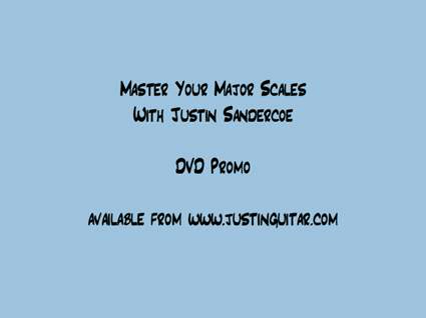 Master Your Major Scales
With Justin Sandercoe
DVD Promo
available from www.justinguitar.com